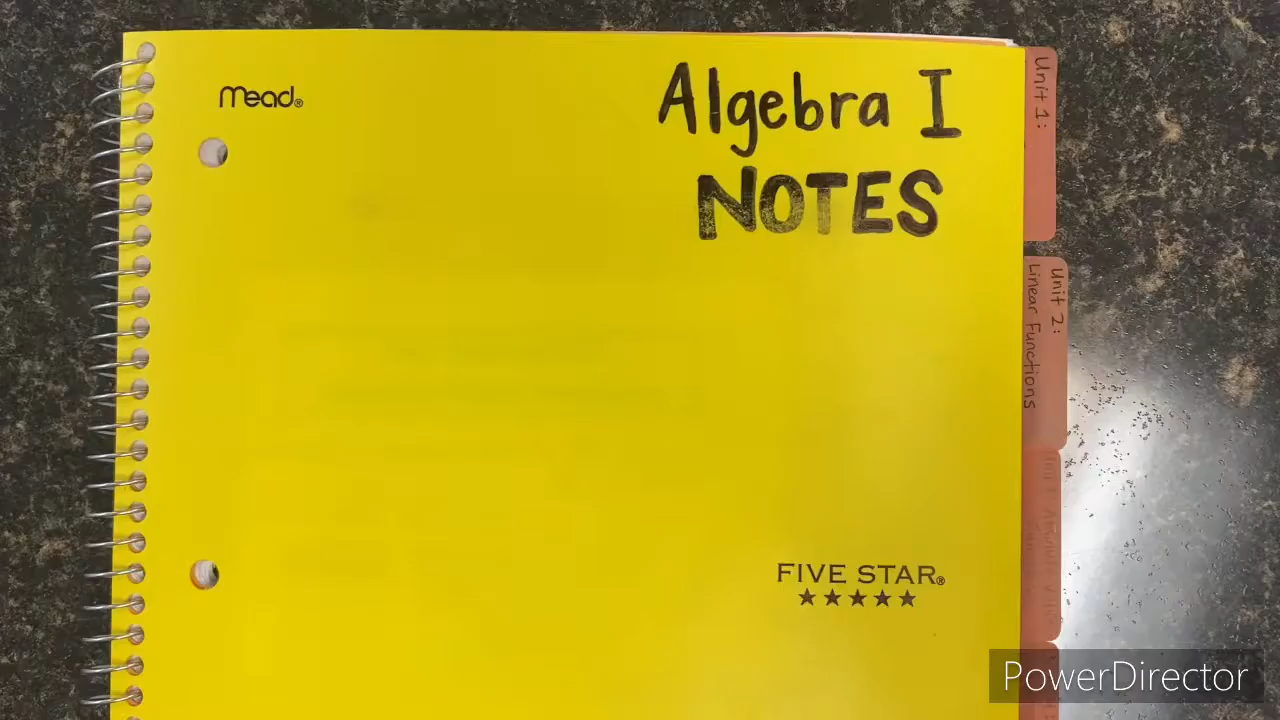 Mead®
Algebra I
NOTES
Unit 1:
Unit 2:
Linear Functions
FIVE STAR®
PowerDirector